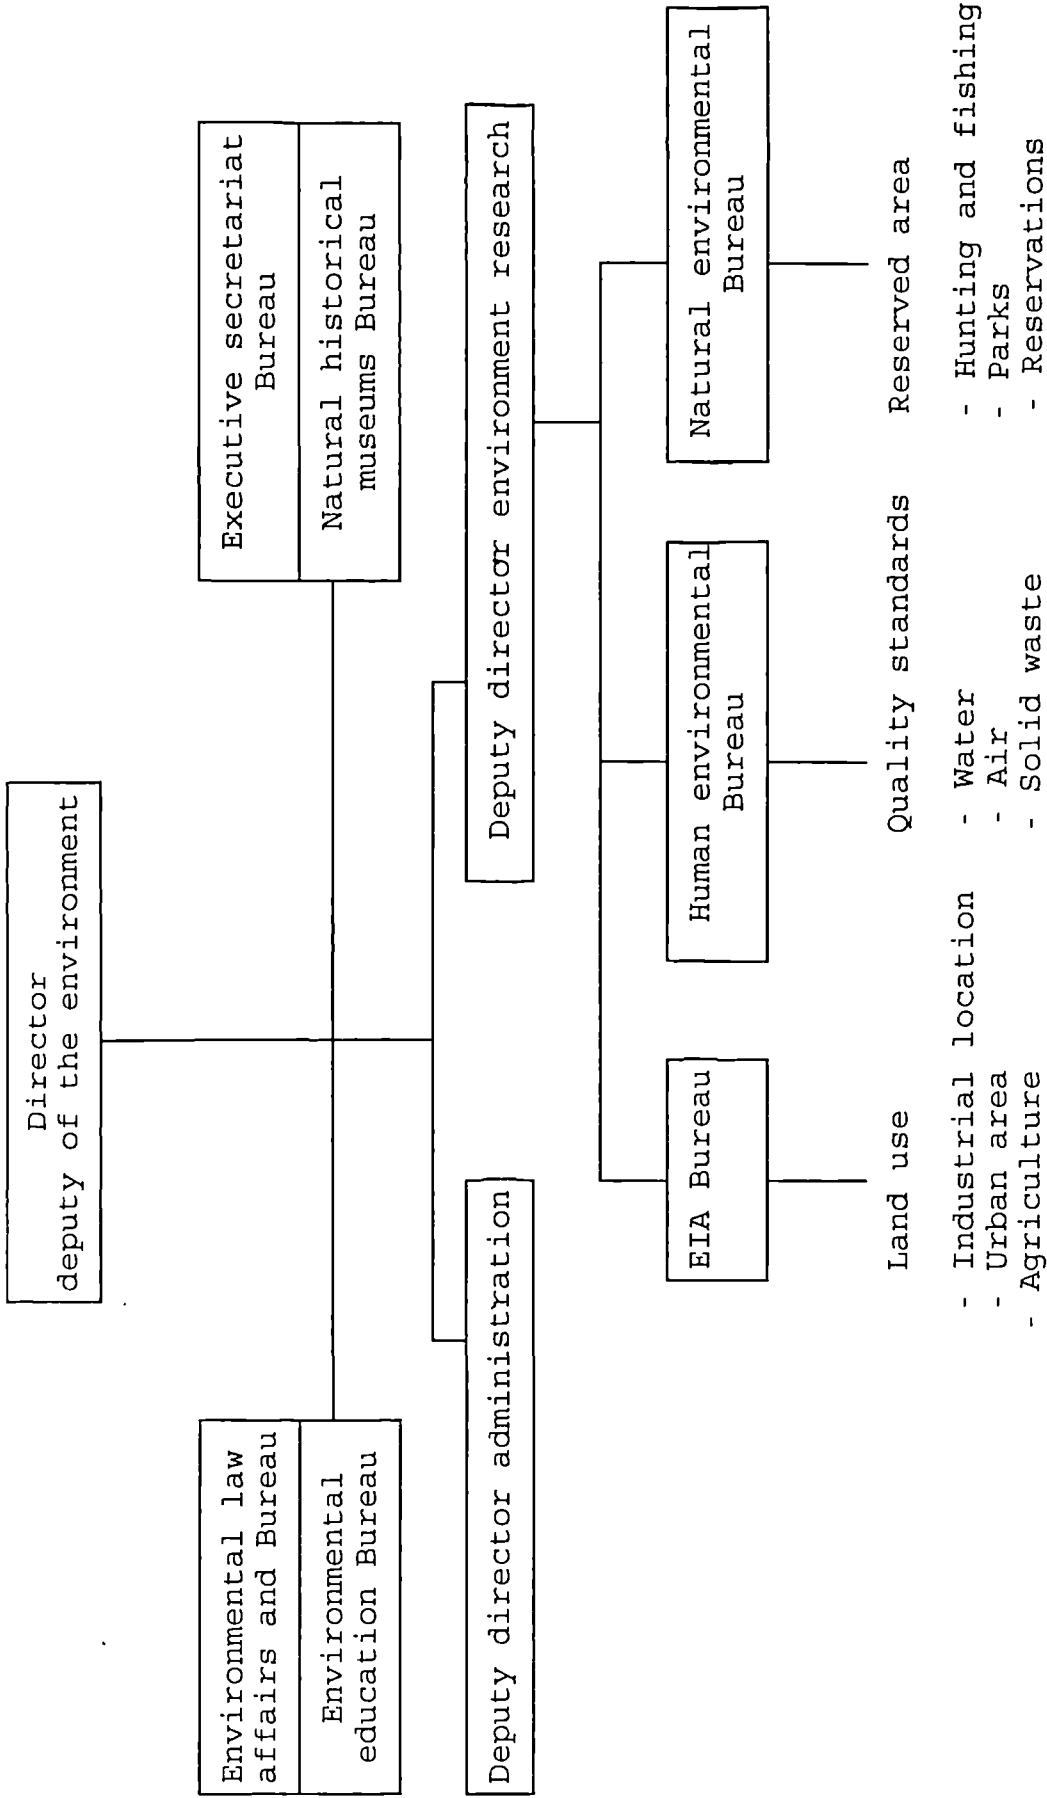 Director
deputy of the environment
Environmental law
affairs and Bureau
Environmental
education Bureau
Executive secretariat
Bureau
Natural historical
museums Bureau
Deputy director administration
Deputy director environment research
EIA Bureau
Human environmental
Bureau
Natural environmental
Bureau
Land use
- Industrial location
- Urban area
- Agriculture
Quality standards
- Water
- Air
- Solid waste
Reserved area
- Hunting and fishing
- Parks
- Reservations